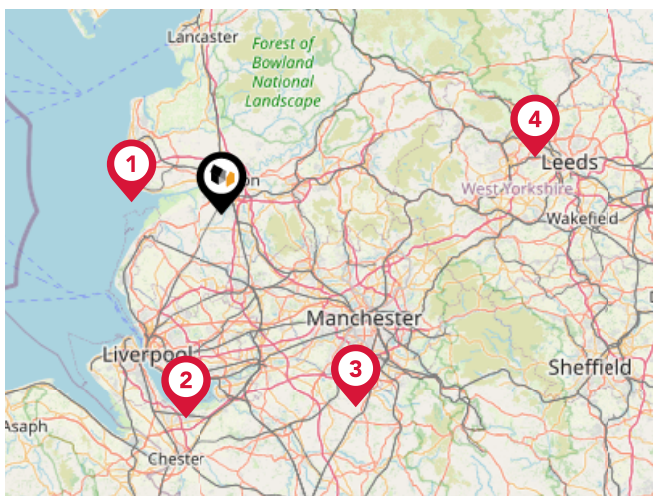 Lancaster
Forest of
Bowland
National
Landscape
4
1
on
Leeds
West Yorkshire
Wakefield
Manchester
Liverpool
3
2
Sheffield
Asaph
Chester